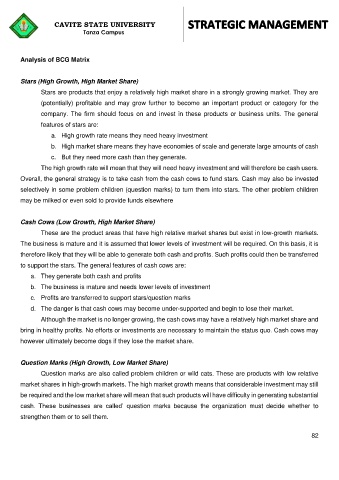 CAVITE STATE UNIVERSITY
Tanza Campus
STRATEGIC MANAGEMENT
Analysis of BCG Matrix
Stars (High Growth, High Market Share)
Stars are products that enjoy a relatively high market share in a strongly growing market. They are
(potentially) profitable and may grow further to become an important product or category for the
company. The firm should focus on and invest in these products or business units. The general
features of stars are:
a. High growth rate means they need heavy investment
b. High market share means they have economies of scale and generate large amounts of cash
c. But they need more cash than they generate.
The high growth rate will mean that they will need heavy investment and will therefore be cash users.
Overall, the general strategy is to take cash from the cash cows to fund stars. Cash may also be invested
selectively in some problem children (question marks) to turn them into stars. The other problem children
may be milked or even sold to provide funds elsewhere
Cash Cows (Low Growth, High Market Share)
These are the product areas that have high relative market shares but exist in low-growth markets.
The business is mature and it is assumed that lower levels of investment will be required. On this basis, it is
therefore likely that they will be able to generate both cash and profits. Such profits could then be transferred
to support the stars. The general features of cash cows are:
a. They generate both cash and profits
b. The business is mature and needs lower levels of investment
c. Profits are transferred to support stars/question marks
d. The danger is that cash cows may become under-supported and begin to lose their market.
Although the market is no longer growing, the cash cows may have a relatively high market share and
bring in healthy profits. No efforts or investments are necessary to maintain the status quo. Cash cows may
however ultimately become dogs if they lose the market share.
Question Marks (High Growth, Low Market Share)
Question marks are also called problem children or wild cats. These are products with low relative
market shares in high-growth markets. The high market growth means that considerable investment may still
be required and the low market share will mean that such products will have difficulty in generating substantial
cash. These businesses are called' question marks because the organization must decide whether to
strengthen them or to sell them.
82